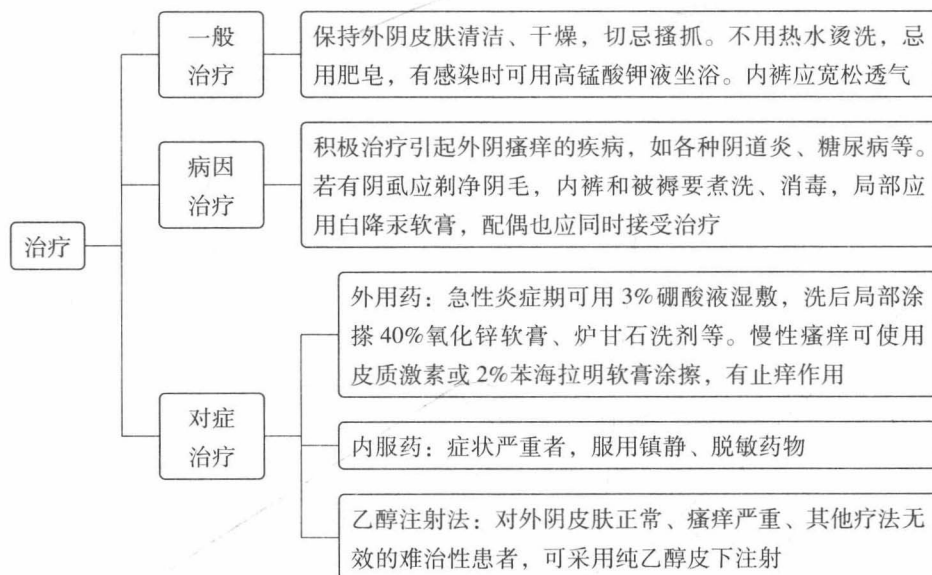 治疗
一般
治疗
保持外阴皮肤清洁、干燥，切忌搔抓。不用热水烫洗，忌
用肥皂，有感染时可用高锰酸钾液坐浴。内裤应宽松透气
病因
治疗
积极治疗引起外阴瘙痒的疾病，如各种阴道炎、糖尿病等。
若有阴虱应剃净阴毛，内裤和被褥要煮洗、消毒，局部应
用白降汞软膏，配偶也应同时接受治疗
对症
治疗
外用药：急性炎症期可用3%硼酸液湿敷，洗后局部涂
搽40%氧化锌软膏、炉甘石洗剂等。慢性瘙痒可使用
皮质激素或2%苯海拉明软膏涂擦，有止痒作用
内服药：症状严重者，服用镇静、脱敏药物
乙醇注射法：对外阴皮肤正常、瘙痒严重、其他疗法无
效的难治性患者，可采用纯乙醇皮下注射